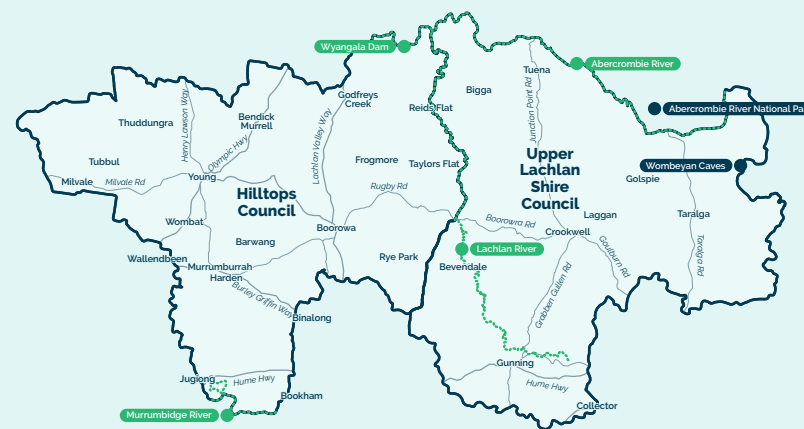 Wyangala Dam
Abercrombie River
Tuena
Bigga
Godfreys
Creek
Reids Flat
Abercrombie River National Pa
Henry Lawson Way
Thuddungra
Bendick
Murrell
Olympic Hwy
Lachlan Valley Way
Junction Point Rd
Tubbul
Frogmore
Taylors Flat
Upper
Lachlan
Shire
Council
Wombeyan Caves
Golspie
Milvale
Milvale Rd
Young
Hilltops
Council
Rugby Rd
Laggan
Taralga
Wombat
Boorowa
Boorowra Rd
Crookwell
Barwang
Lachlan River
Goulburn Rd
Taralga Rd
Wallendbeen
Rye Park
Bevendale
Murrumburrah
Harden
Burley Griffin Way
Grabben Gullen Rd
Binalong
Gunning
Jugiong
Hume Hwy
Hume Hwy
Bookham
Collector
Murrumbidge River